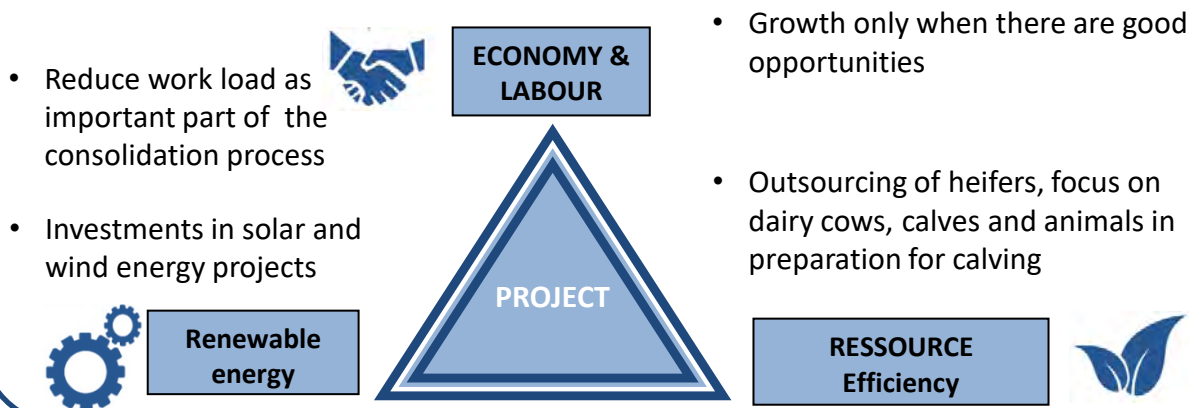 ECONOMY &
LABOUR
• Reduce work load as
important part of the
consolidation process
• Investments in solar and
wind energy projects
• Growth only when there are good
opportunities
• Outsourcing of heifers, focus on
dairy cows, calves and animals in
preparation for calving
PROJECT
Renewable
energy
RESSOURCE
Efficiency